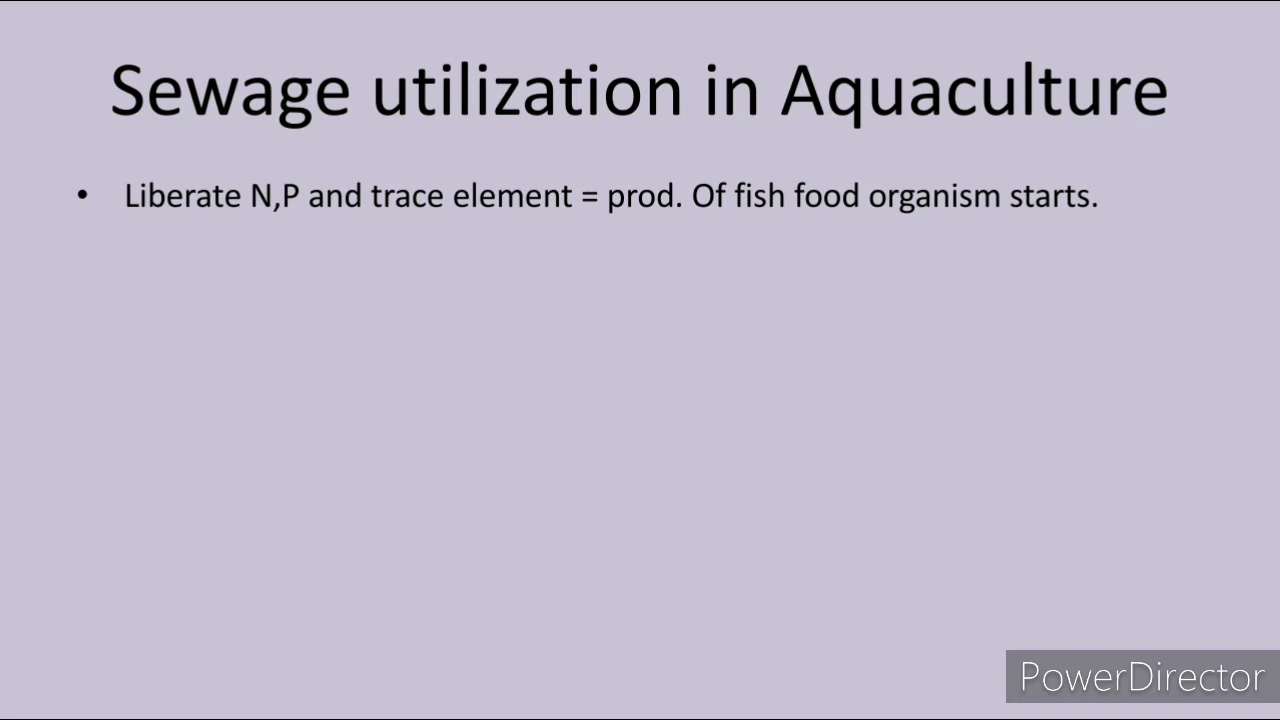 Sewage utilization in Aquaculture
• Liberate N,P and trace element = prod. Of fish food organism starts.
PowerDirector